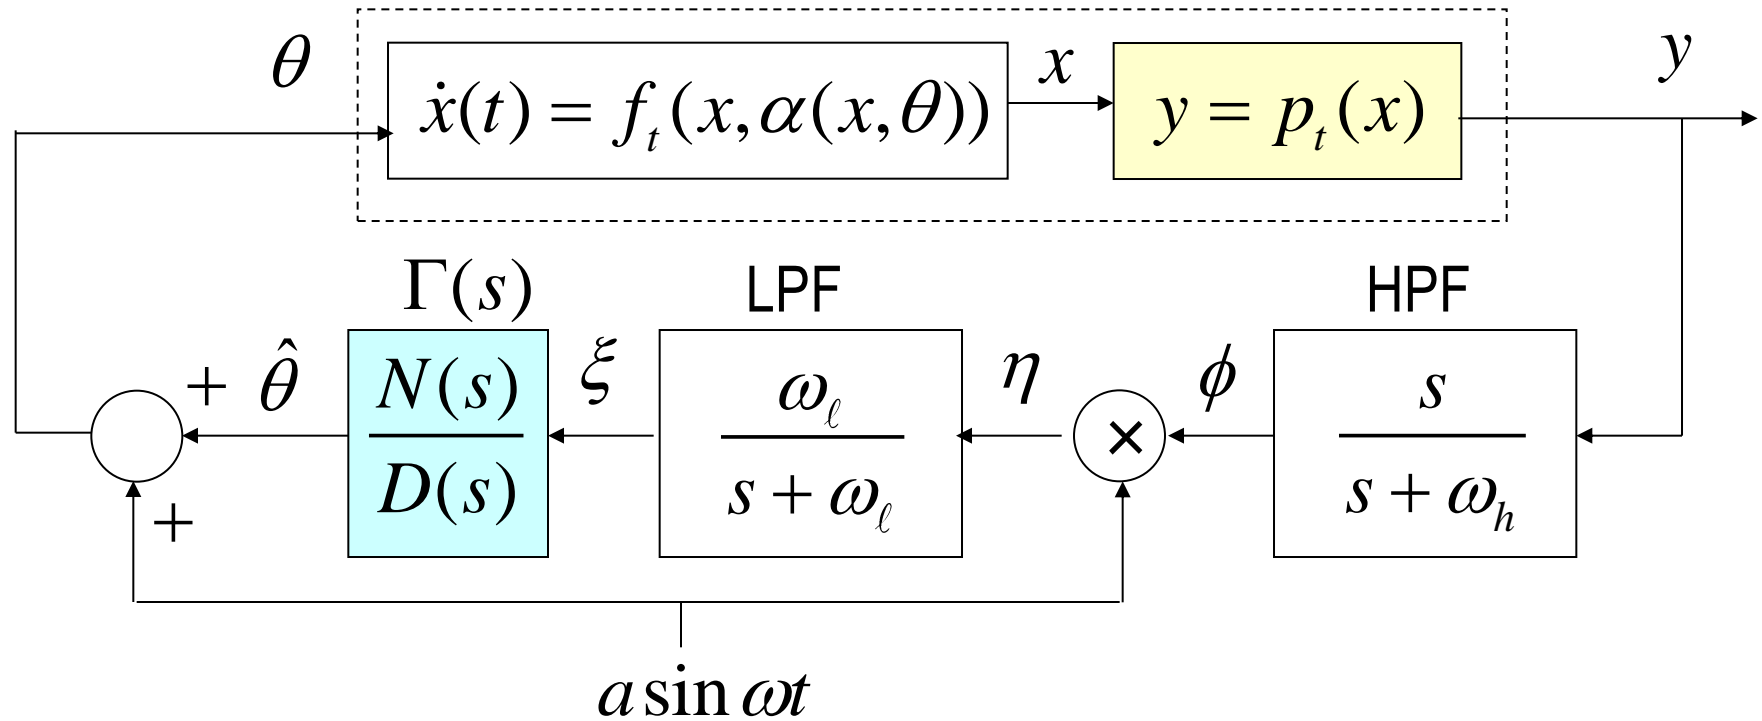 θ
ẋ(t) = f_t(x, α(x, θ))
x
y = p_t(x)
y
Γ(s)
LPF
HPF
+
θ̂
N(s)
D(s)
ξ
ω_ℓ
s + ω_ℓ
η
×
ϕ
s
s + ω_h
+
a sin ωt